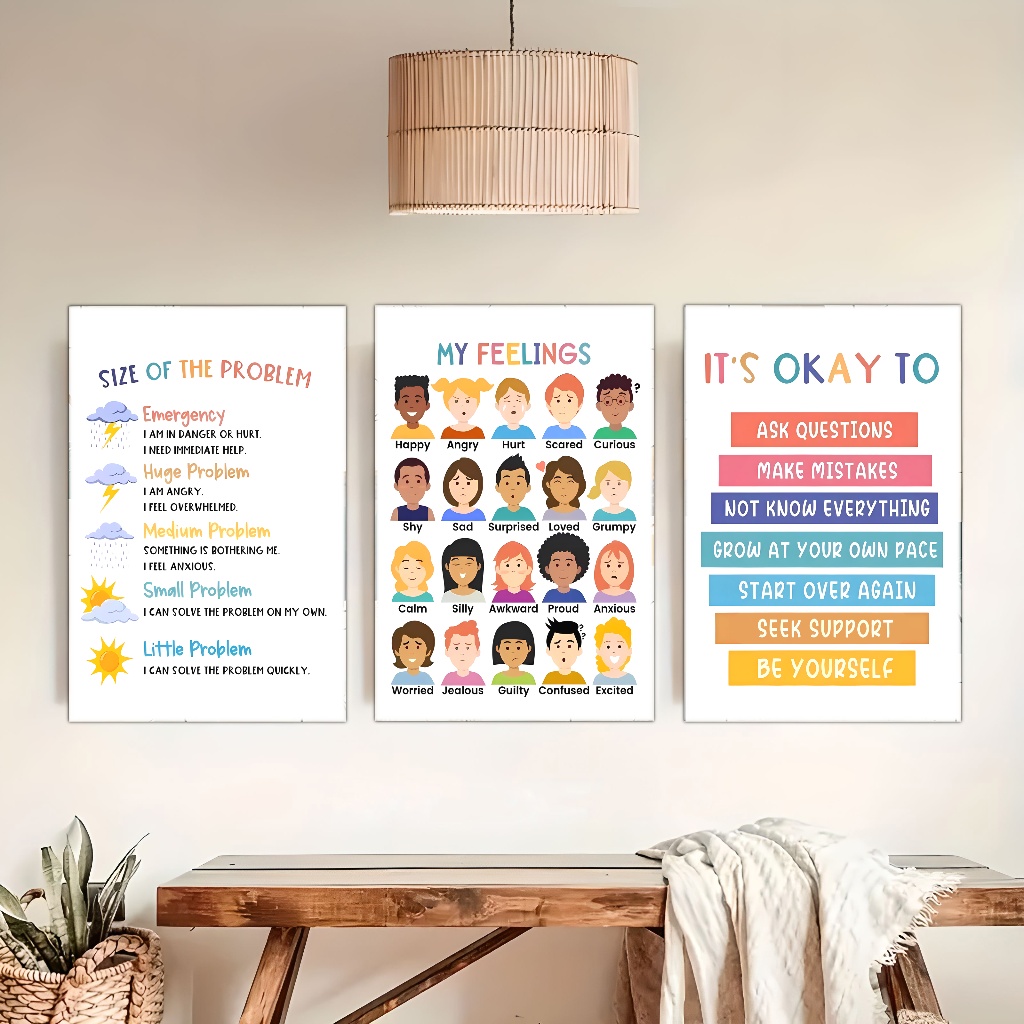 SIZE OF THE PROBLEM
Emergency
I AM IN DANGER OR HURT.
I NEED IMMEDIATE HELP.
Huge Problem
I AM ANGRY.
I FEEL OVERWHELMED.
Medium Problem
SOMETHING IS BOTHERING ME.
I FEEL ANXIOUS.
Small Problem
I CAN SOLVE THE PROBLEM ON MY OWN.
Little Problem
I CAN SOLVE THE PROBLEM QUICKLY.
MY FEELINGS
?
Happy Angry Hurt Scared Curious
Shy Sad Surprised Loved Grumpy
Calm Silly Awkward Proud Anxious
??
Worried Jealous Guilty Confused Excited
IT'S OKAY TO
ASK QUESTIONS
MAKE MISTAKES
NOT KNOW EVERYTHING
GROW AT YOUR OWN PACE
START OVER AGAIN
SEEK SUPPORT
BE YOURSELF